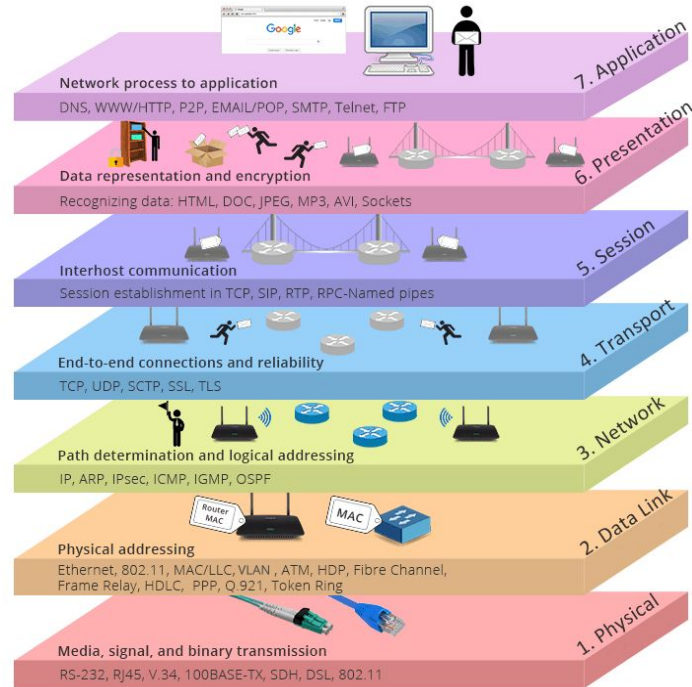 Google
Network process to application
7. Application
DNS, WWW/HTTP, P2P, EMAIL/POP, SMTP, Telnet, FTP
Data representation and encryption
6. Presentation
Recognizing data: HTML, DOC, JPEG, MP3, AVI, Sockets
Interhost communication
5. Session
Session establishment in TCP, SIP, RTP, RPC-Named pipes
End-to-end connections and reliability
4. Transport
TCP, UDP, SCTP, SSL, TLS
Path determination and logical addressing
3. Network
IP, ARP, IPsec, ICMP, IGMP, OSPF
Router
MAC
MAC
Physical addressing
2. Data Link
Ethernet, 802.11, MAC/LLC, VLAN , ATM, HDP, Fibre Channel,
Frame Relay, HDLC, PPP, Q.921, Token Ring
Media, signal, and binary transmission
1. Physical
RS-232, RJ45, V.34, 100BASE-TX, SDH, DSL, 802.11